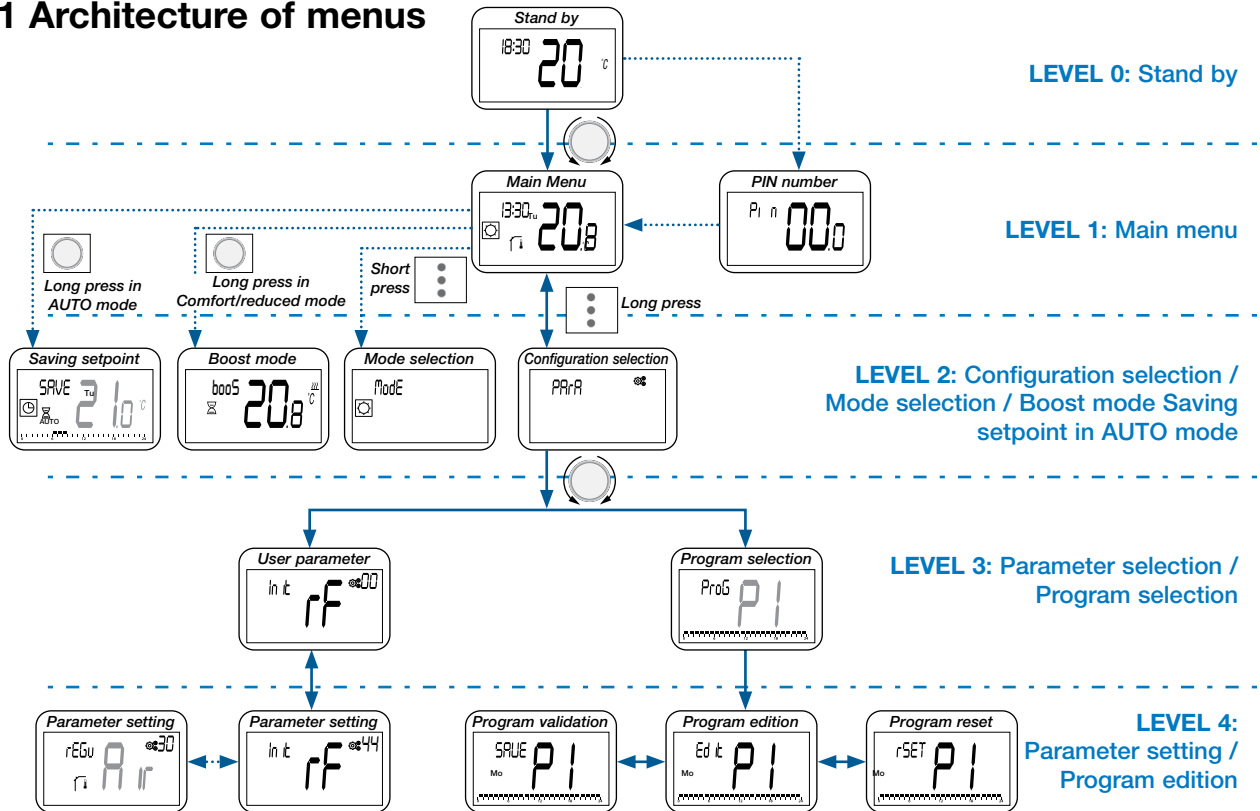 1 Architecture of menus
Stand by
18:30 20 °C
LEVEL 0: Stand by
Main Menu
13:30 Tu 20.8
PIN number
Pin 00.0
LEVEL 1: Main menu
Long press in
AUTO mode
Long press in
Comfort/reduced mode
Short
press
Long press
Saving setpoint
SAVE Tu 21.0 °C
AUTO
Boost mode
booS 20.8 °C
Mode selection
ModE
Configuration selection
PArA
LEVEL 2: Configuration selection /
Mode selection / Boost mode Saving
setpoint in AUTO mode
User parameter
Init rF 00
Program selection
ProG P1
LEVEL 3: Parameter selection /
Program selection
Parameter setting
rEGu Air 30
Parameter setting
Init rF 44
Program validation
SAVE P1
Mo
Program edition
Edit P1
Mo
Program reset
rSET P1
Mo
LEVEL 4:
Parameter setting /
Program edition